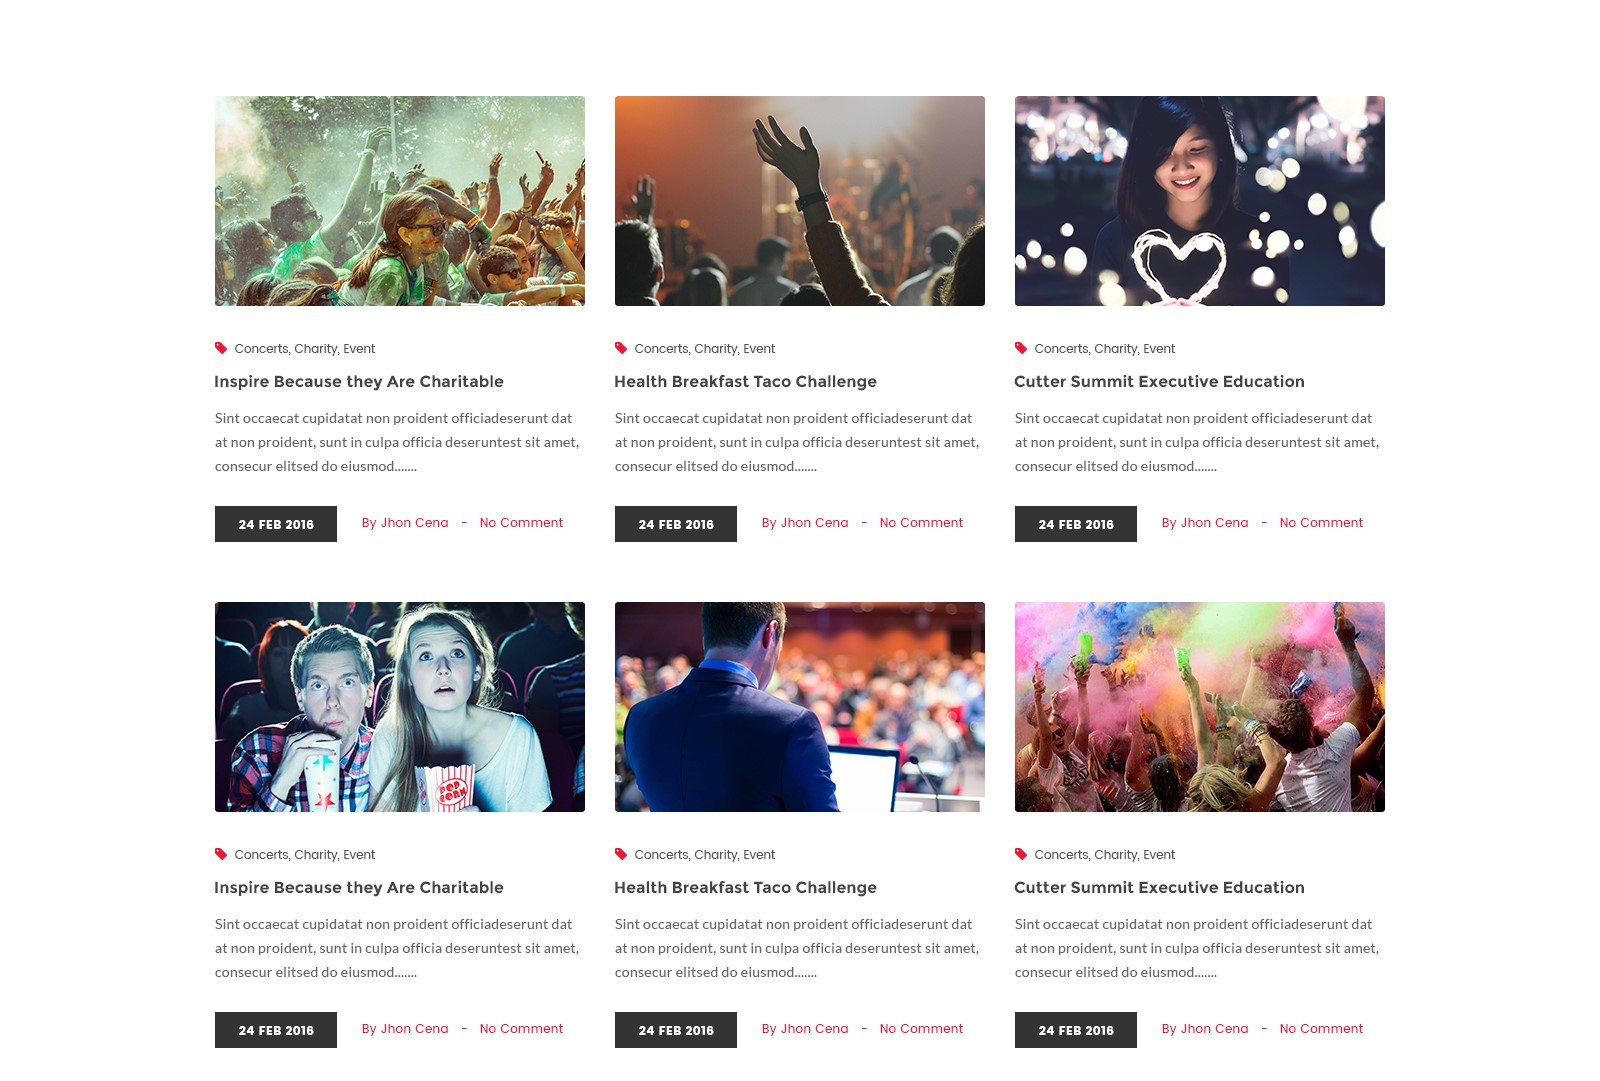 Concerts, Charity, Event
Inspire Because they Are Charitable
Sint occaecat cupidatat non proident officiadeserunt dat
at non proident, sunt in culpa officia deseruntest sit amet,
consecur elitsed do eiusmod.......
24 FEB 2016 By Jhon Cena - No Comment
Concerts, Charity, Event
Health Breakfast Taco Challenge
Sint occaecat cupidatat non proident officiadeserunt dat
at non proident, sunt in culpa officia deseruntest sit amet,
consecur elitsed do eiusmod.......
24 FEB 2016 By Jhon Cena - No Comment
Concerts, Charity, Event
Cutter Summit Executive Education
Sint occaecat cupidatat non proident officiadeserunt dat
at non proident, sunt in culpa officia deseruntest sit amet,
consecur elitsed do eiusmod.......
24 FEB 2016 By Jhon Cena - No Comment
POP
CORN
Concerts, Charity, Event
Inspire Because they Are Charitable
Sint occaecat cupidatat non proident officiadeserunt dat
at non proident, sunt in culpa officia deseruntest sit amet,
consecur elitsed do eiusmod.......
24 FEB 2016 By Jhon Cena - No Comment
Concerts, Charity, Event
Health Breakfast Taco Challenge
Sint occaecat cupidatat non proident officiadeserunt dat
at non proident, sunt in culpa officia deseruntest sit amet,
consecur elitsed do eiusmod.......
24 FEB 2016 By Jhon Cena - No Comment
Concerts, Charity, Event
Cutter Summit Executive Education
Sint occaecat cupidatat non proident officiadeserunt dat
at non proident, sunt in culpa officia deseruntest sit amet,
consecur elitsed do eiusmod.......
24 FEB 2016 By Jhon Cena - No Comment